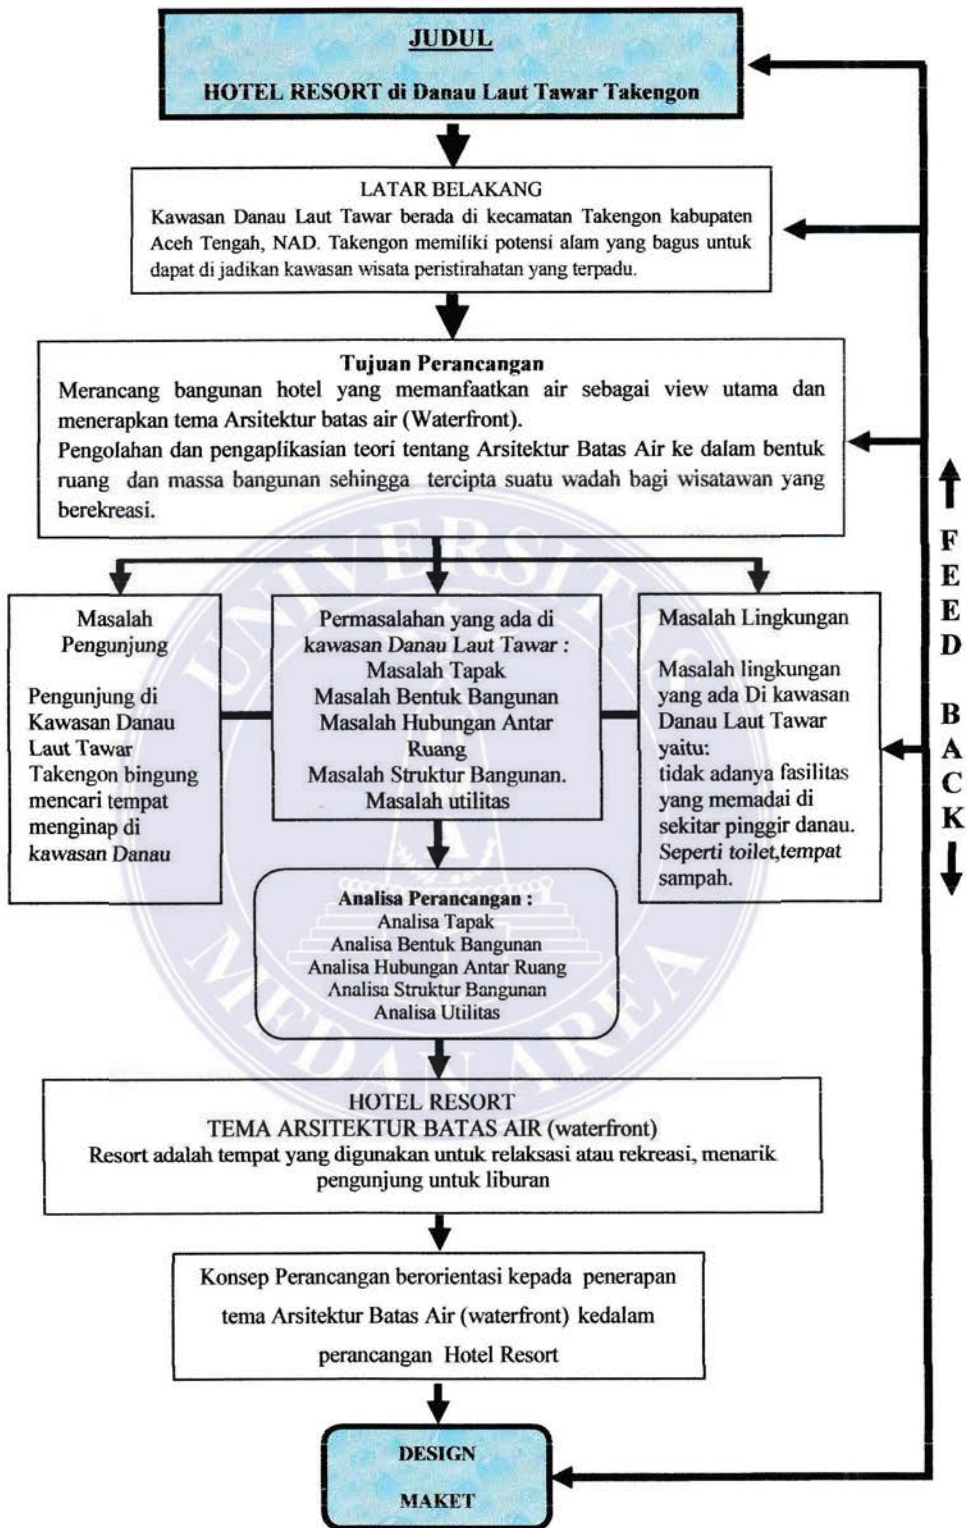 JUDUL
HOTEL RESORT di Danau Laut Tawar Takengon
LATAR BELAKANG
Kawasan Danau Laut Tawar berada di kecamatan Takengon kabupaten
Aceh Tengah, NAD. Takengon memiliki potensi alam yang bagus untuk
dapat di jadikan kawasan wisata peristirahatan yang terpadu.
Tujuan Perancangan
Merancang bangunan hotel yang memanfaatkan air sebagai view utama dan
menerapkan tema Arsitektur batas air (Waterfront).
Pengolahan dan pengaplikasian teori tentang Arsitektur Batas Air ke dalam bentuk
ruang dan massa bangunan sehingga tercipta suatu wadah bagi wisatawan yang
berekreasi.
Masalah
Pengunjung
Pengunjung di
Kawasan Danau
Laut Tawar
Takengon bingung
mencari tempat
menginap di
kawasan Danau
Permasalahan yang ada di
kawasan Danau Laut Tawar :
Masalah Tapak
Masalah Bentuk Bangunan
Masalah Hubungan Antar
Ruang
Masalah Struktur Bangunan.
Masalah utilitas
Masalah Lingkungan
Masalah lingkungan
yang ada Di kawasan
Danau Laut Tawar
yaitu:
tidak adanya fasilitas
yang memadai di
sekitar pinggir danau.
Seperti toilet,tempat
sampah.
Analisa Perancangan :
Analisa Tapak
Analisa Bentuk Bangunan
Analisa Hubungan Antar Ruang
Analisa Struktur Bangunan
Analisa Utilitas
HOTEL RESORT
TEMA ARSITEKTUR BATAS AIR (waterfront)
Resort adalah tempat yang digunakan untuk relaksasi atau rekreasi, menarik
pengunjung untuk liburan
Konsep Perancangan berorientasi kepada penerapan
tema Arsitektur Batas Air (waterfront) kedalam
perancangan Hotel Resort
DESIGN
MAKET
FEED BACK
UNIVERSITAS
MEDAN AREA